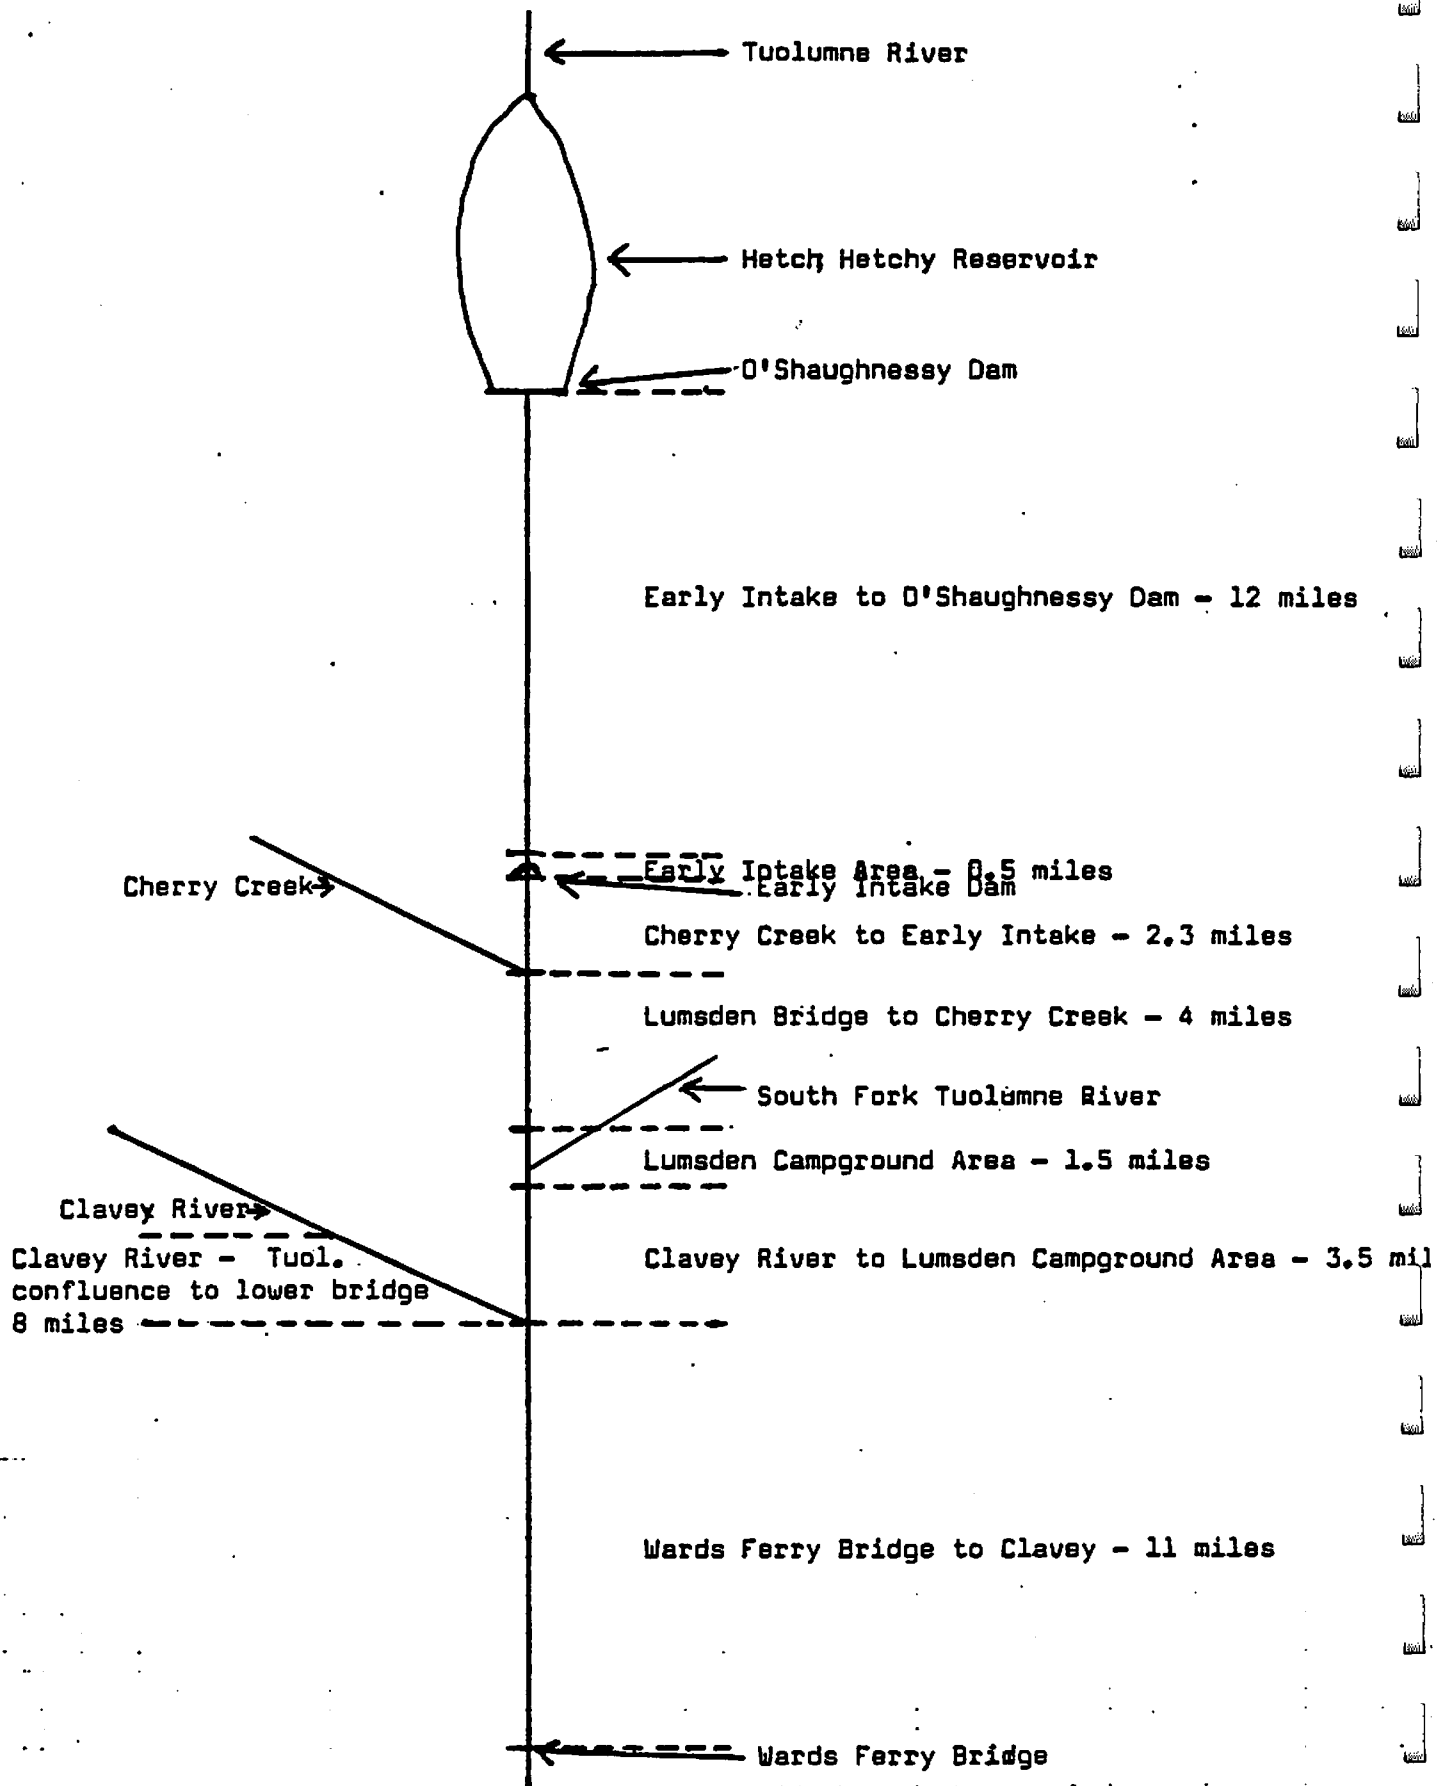 Tuolumne River
Hetch Hetchy Reservoir
O'Shaughnessy Dam
Early Intake to O'Shaughnessy Dam - 12 miles
Early Intake Area - 0.5 miles
Cherry Creek
Early Intake Dam
Cherry Creek to Early Intake - 2.3 miles
Lumsden Bridge to Cherry Creek - 4 miles
South Fork Tuolumne River
Lumsden Campground Area - 1.5 miles
Clavey River
Clavey River - Tuol.
confluence to lower bridge
8 miles
Clavey River to Lumsden Campground Area - 3.5 mil
Wards Ferry Bridge to Clavey - 11 miles
Wards Ferry Bridge